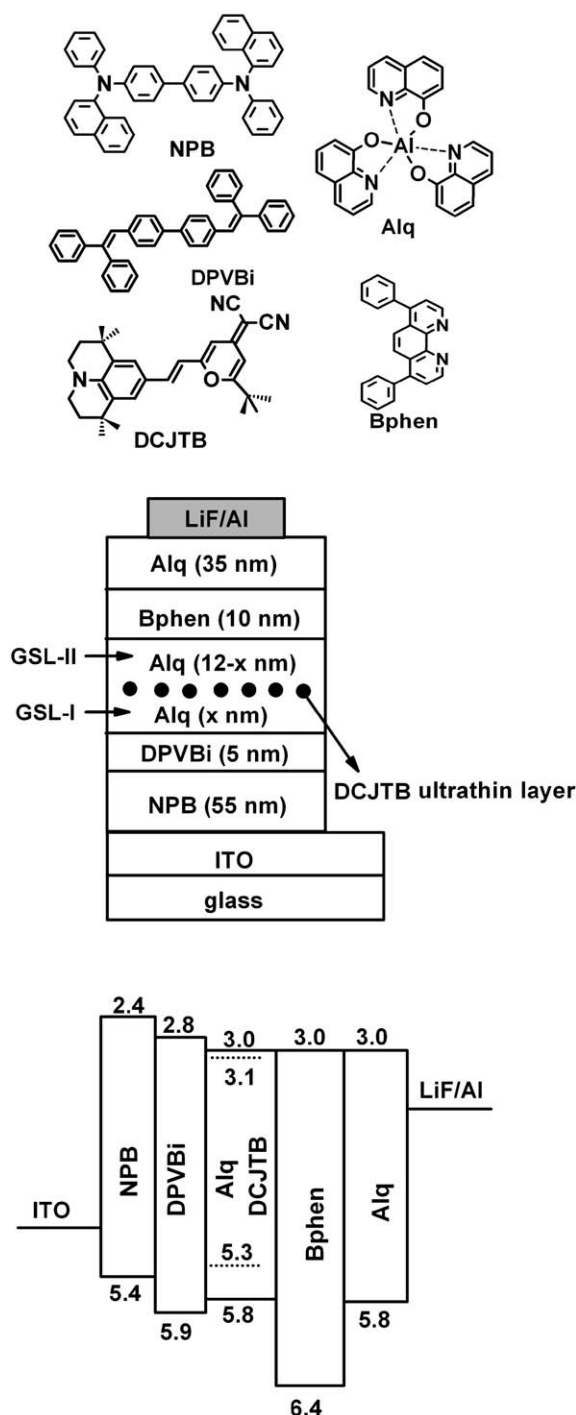 N
N
NPB
N
O
O
Al
N
O
N
Alq
DPVBi
NC
CN
N
O
DCJTB
N
N
Bphen
LiF/Al
Alq (35 nm)
Bphen (10 nm)
GSL-II
Alq (12-x nm)
GSL-I
Alq (x nm)
DPVBi (5 nm)
DCJTB ultrathin layer
NPB (55 nm)
ITO
glass
2.4
2.8
3.0
3.0
3.0
3.1
LiF/Al
NPB
DPVBi
Alq
DCJTB
Bphen
Alq
ITO
5.3
5.4
5.8
5.8
5.9
6.4